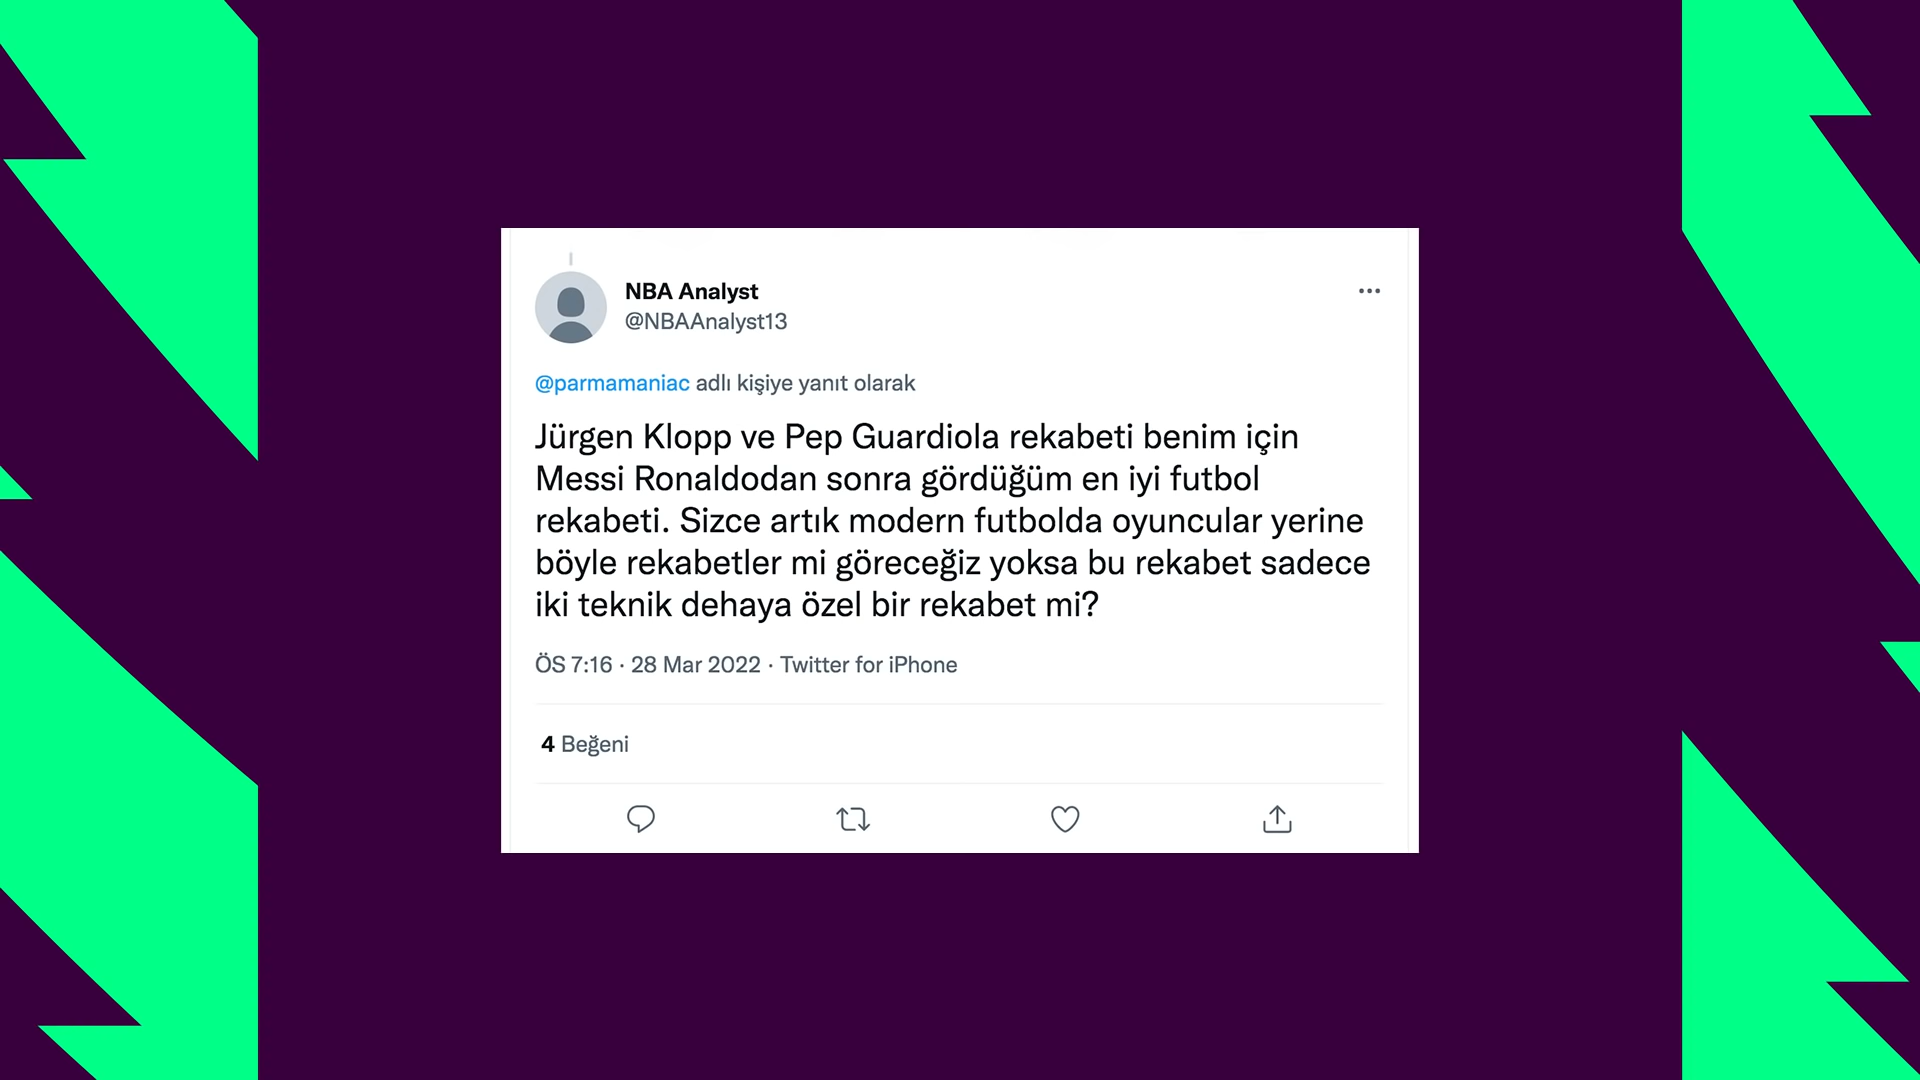 NBA Analyst
@NBAAnalyst13
@parmamaniac adlı kişiye yanıt olarak
Jürgen Klopp ve Pep Guardiola rekabeti benim için
Messi Ronaldodan sonra gördüğüm en iyi futbol
rekabeti. Sizce artık modern futbolda oyuncular yerine
böyle rekabetler mi göreceğiz yoksa bu rekabet sadece
iki teknik dehaya özel bir rekabet mi?
ÖS 7:16 · 28 Mar 2022 · Twitter for iPhone
4 Beğeni